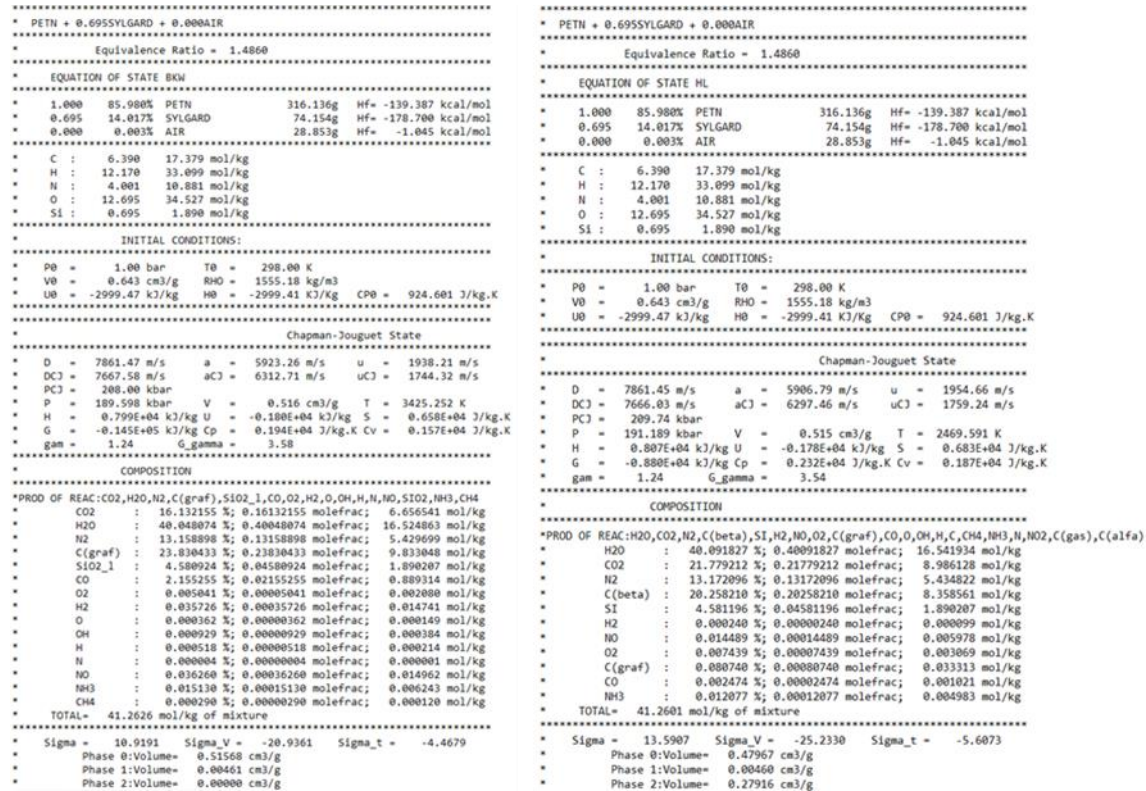 * PETN + 0.695SYLGARD + 0.000AIR
* Equivalence Ratio = 1.4860
* EQUATION OF STATE BKW
* 1.000 85.980% PETN 316.136g Hf= -139.387 kcal/mol
* 0.695 14.017% SYLGARD 74.154g Hf= -178.700 kcal/mol
* 0.000 0.003% AIR 28.853g Hf= -1.045 kcal/mol
* C : 6.390 17.379 mol/kg
* H : 12.170 33.099 mol/kg
* N : 4.001 10.881 mol/kg
* O : 12.695 34.527 mol/kg
* Si : 0.695 1.890 mol/kg
* INITIAL CONDITIONS:
* P0 = 1.00 bar T0 = 298.00 K
* V0 = 0.643 cm3/g RHO = 1555.18 kg/m3
* U0 = -2999.47 kJ/kg H0 = -2999.41 KJ/Kg CP0 = 924.601 J/kg.K
* Chapman-Jouguet State
* D = 7861.47 m/s a = 5923.26 m/s u = 1938.21 m/s
* DCJ = 7667.58 m/s aCJ = 6312.71 m/s uCJ = 1744.32 m/s
* PCJ = 208.00 kbar
* P = 189.598 kbar V = 0.516 cm3/g T = 3425.252 K
* H = 0.799E+04 kJ/kg U = -0.180E+04 kJ/kg S = 0.658E+04 J/kg.K
* G = -0.145E+05 kJ/kg Cp = 0.194E+04 J/kg.K Cv = 0.157E+04 J/kg.K
* gam = 1.24 G_gamma = 3.58
* COMPOSITION
*PROD OF REAC:CO2,H2O,N2,C(graf),SiO2_l,CO,O2,H2,O,OH,H,N,NO,SIO2,NH3,CH4
* CO2 : 16.132155 %; 0.16132155 molefrac; 6.656541 mol/kg
* H2O : 40.048074 %; 0.40048074 molefrac; 16.524863 mol/kg
* N2 : 13.158898 %; 0.13158898 molefrac; 5.429699 mol/kg
* C(graf) : 23.830433 %; 0.23830433 molefrac; 9.833048 mol/kg
* SiO2_l : 4.580924 %; 0.04580924 molefrac; 1.890207 mol/kg
* CO : 2.155255 %; 0.02155255 molefrac; 0.889314 mol/kg
* O2 : 0.005041 %; 0.00005041 molefrac; 0.002080 mol/kg
* H2 : 0.035726 %; 0.00035726 molefrac; 0.014741 mol/kg
* O : 0.000362 %; 0.00000362 molefrac; 0.000149 mol/kg
* OH : 0.000929 %; 0.00000929 molefrac; 0.000384 mol/kg
* H : 0.000518 %; 0.00000518 molefrac; 0.000214 mol/kg
* N : 0.000004 %; 0.00000004 molefrac; 0.000001 mol/kg
* NO : 0.036260 %; 0.00036260 molefrac; 0.014962 mol/kg
* NH3 : 0.015130 %; 0.00015130 molefrac; 0.006243 mol/kg
* CH4 : 0.000290 %; 0.00000290 molefrac; 0.000120 mol/kg
* TOTAL= 41.2626 mol/kg of mixture
* Sigma = 10.9191 Sigma_V = -20.9361 Sigma_t = -4.4679
* Phase 0:Volume= 0.51568 cm3/g
* Phase 1:Volume= 0.00461 cm3/g
* Phase 2:Volume= 0.00000 cm3/g
* PETN + 0.695SYLGARD + 0.000AIR
* Equivalence Ratio = 1.4860
* EQUATION OF STATE HL
* 1.000 85.980% PETN 316.136g Hf= -139.387 kcal/mol
* 0.695 14.017% SYLGARD 74.154g Hf= -178.700 kcal/mol
* 0.000 0.003% AIR 28.853g Hf= -1.045 kcal/mol
* C : 6.390 17.379 mol/kg
* H : 12.170 33.099 mol/kg
* N : 4.001 10.881 mol/kg
* O : 12.695 34.527 mol/kg
* Si : 0.695 1.890 mol/kg
* INITIAL CONDITIONS:
* P0 = 1.00 bar T0 = 298.00 K
* V0 = 0.643 cm3/g RHO = 1555.18 kg/m3
* U0 = -2999.47 kJ/kg H0 = -2999.41 KJ/Kg CP0 = 924.601 J/kg.K
* Chapman-Jouguet State
* D = 7861.45 m/s a = 5906.79 m/s u = 1954.66 m/s
* DCJ = 7666.03 m/s aCJ = 6297.46 m/s uCJ = 1759.24 m/s
* PCJ = 209.74 kbar
* P = 191.189 kbar V = 0.515 cm3/g T = 2469.591 K
* H = 0.807E+04 kJ/kg U = -0.178E+04 kJ/kg S = 0.683E+04 J/kg.K
* G = -0.880E+04 kJ/kg Cp = 0.232E+04 J/kg.K Cv = 0.187E+04 J/kg.K
* gam = 1.24 G_gamma = 3.54
* COMPOSITION
*PROD OF REAC:H2O,CO2,N2,C(beta),SI,H2,NO,O2,C(graf),CO,O,OH,H,C,CH4,NH3,N,NO2,C(gas),C(alfa)
* H2O : 40.091827 %; 0.40091827 molefrac; 16.541934 mol/kg
* CO2 : 21.779212 %; 0.21779212 molefrac; 8.986128 mol/kg
* N2 : 13.172096 %; 0.13172096 molefrac; 5.434822 mol/kg
* C(beta) : 20.258210 %; 0.20258210 molefrac; 8.358561 mol/kg
* SI : 4.581196 %; 0.04581196 molefrac; 1.890207 mol/kg
* H2 : 0.000240 %; 0.00000240 molefrac; 0.000099 mol/kg
* NO : 0.014489 %; 0.00014489 molefrac; 0.005978 mol/kg
* O2 : 0.007439 %; 0.00007439 molefrac; 0.003069 mol/kg
* C(graf) : 0.080740 %; 0.00080740 molefrac; 0.033313 mol/kg
* CO : 0.002474 %; 0.00002474 molefrac; 0.001021 mol/kg
* NH3 : 0.012077 %; 0.00012077 molefrac; 0.004983 mol/kg
* TOTAL= 41.2601 mol/kg of mixture
* Sigma = 13.5907 Sigma_V = -25.2330 Sigma_t = -5.6073
* Phase 0:Volume= 0.47967 cm3/g
* Phase 1:Volume= 0.00460 cm3/g
* Phase 2:Volume= 0.27916 cm3/g